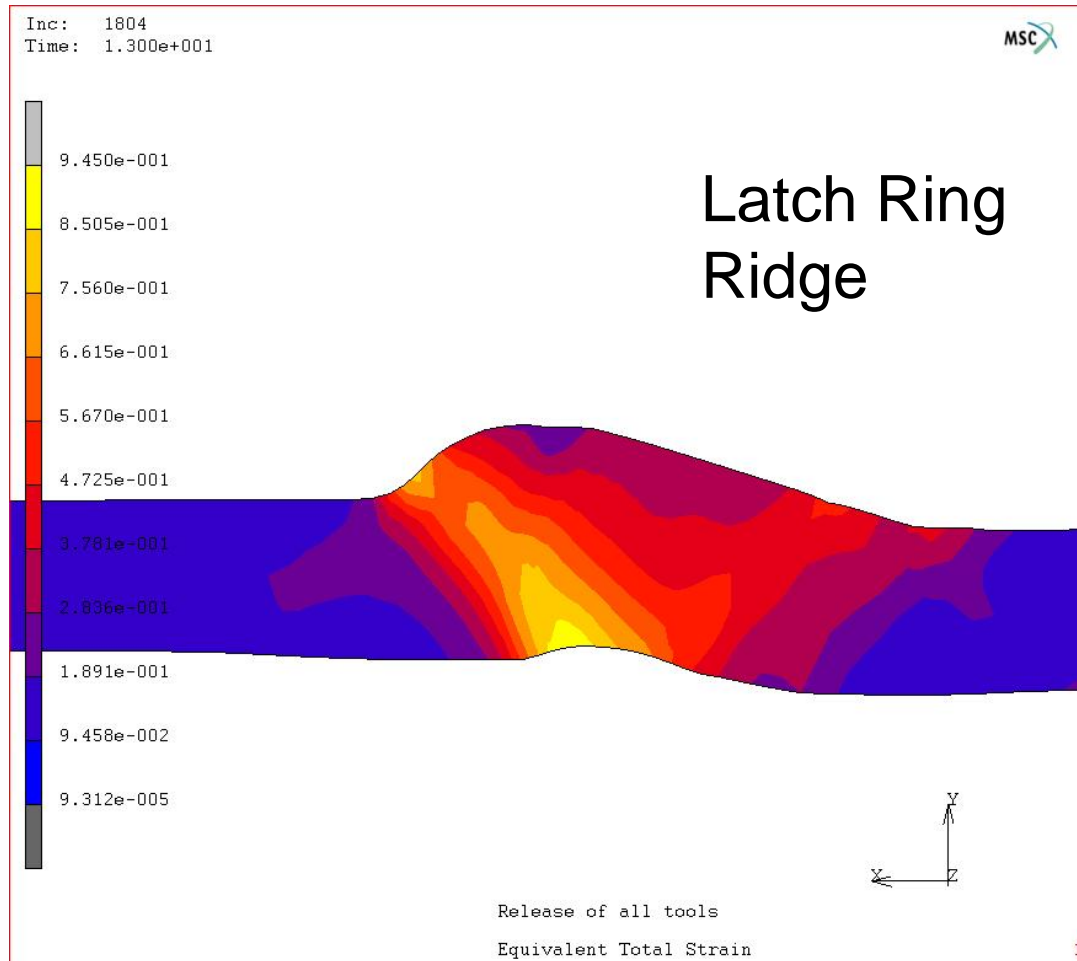 Inc: 1804
Time: 1.300e+001
MSC
9.450e-001
8.505e-001
7.560e-001
6.615e-001
5.670e-001
4.725e-001
3.781e-001
2.836e-001
1.891e-001
9.458e-002
9.312e-005
Latch Ring
Ridge
Y
X
Z
Release of all tools
Equivalent Total Strain